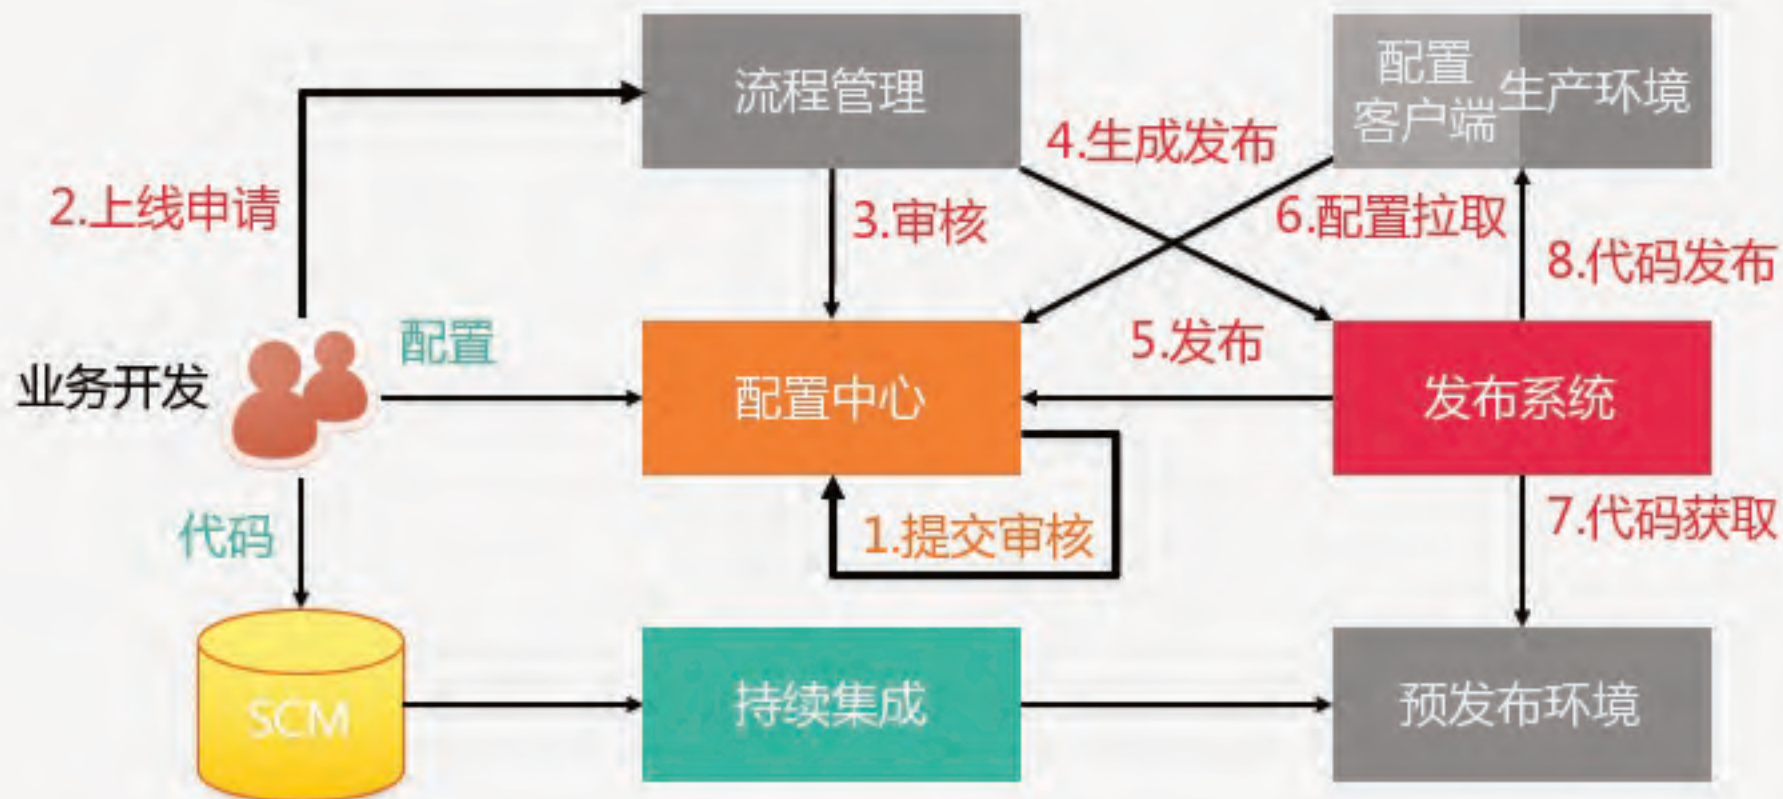 流程管理
配置
客户端
生产环境
4.生成发布
2.上线申请
3.审核
6.配置拉取
8.代码发布
配置
5.发布
业务开发
配置中心
发布系统
代码
1.提交审核
7.代码获取
SCM
持续集成
预发布环境